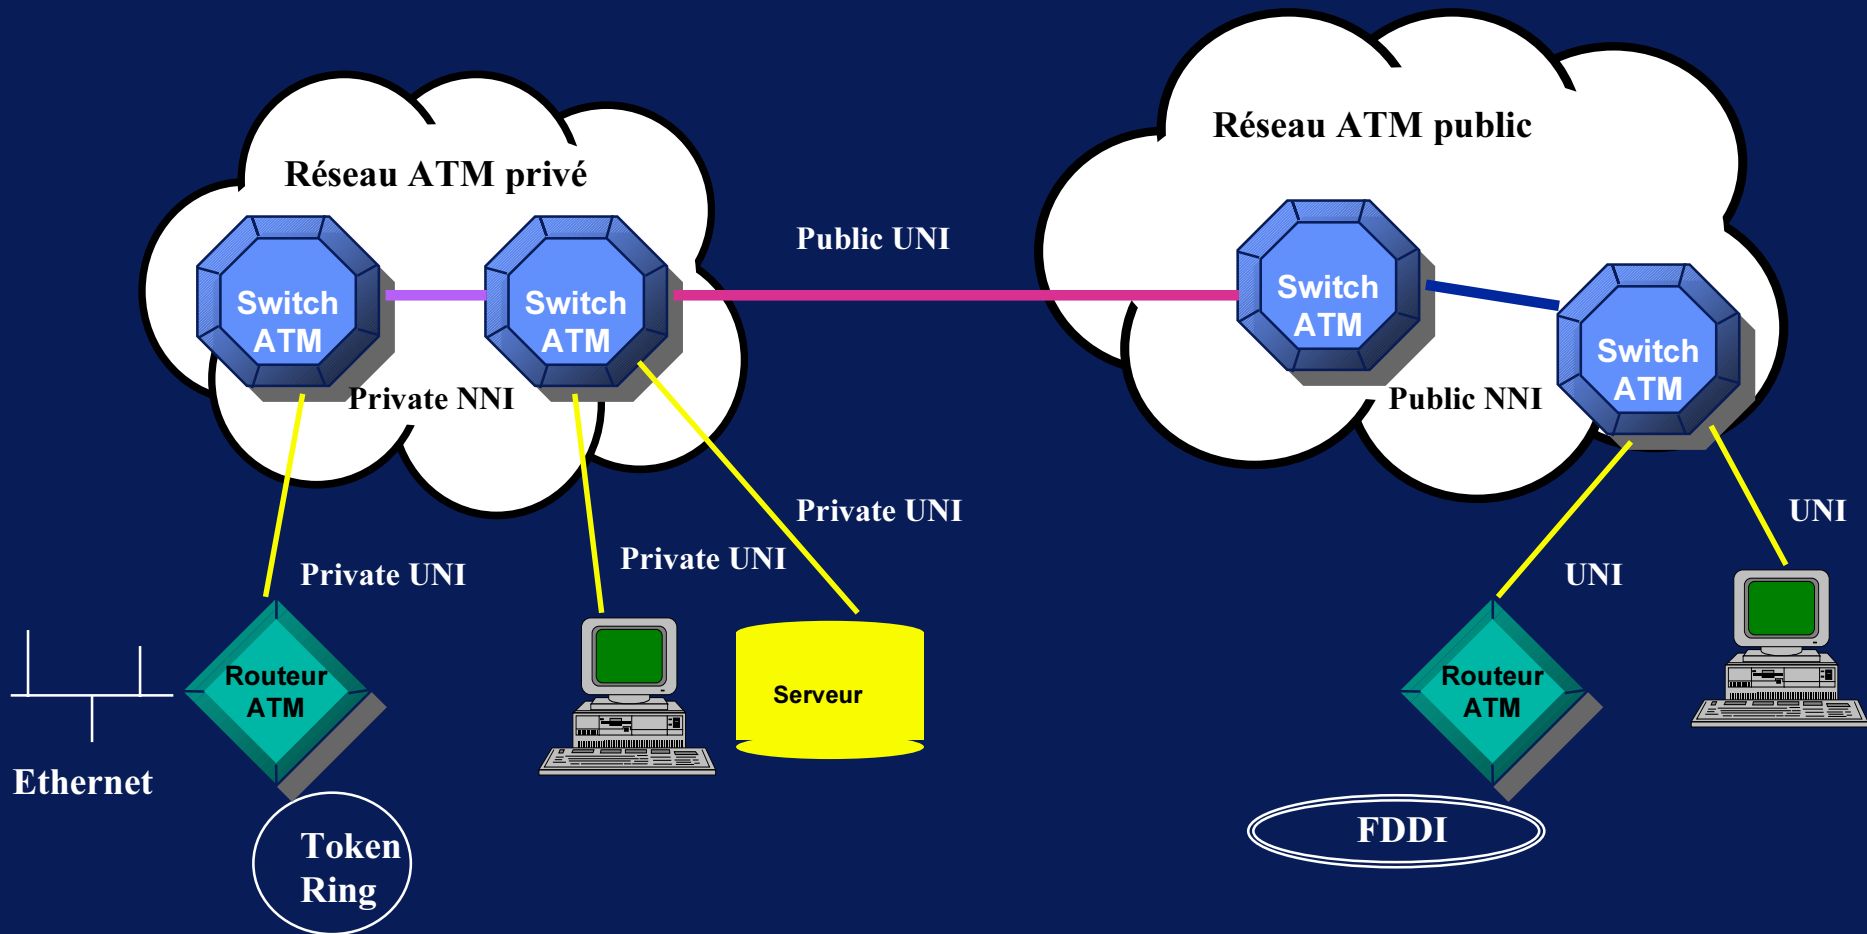 Réseau ATM public
Réseau ATM privé
Public UNI
Switch
ATM
Switch
ATM
Switch
ATM
Switch
ATM
Private NNI
Public NNI
Private UNI
UNI
Private UNI
Private UNI
UNI
Routeur
ATM
Serveur
Routeur
ATM
Ethernet
Token
Ring
FDDI